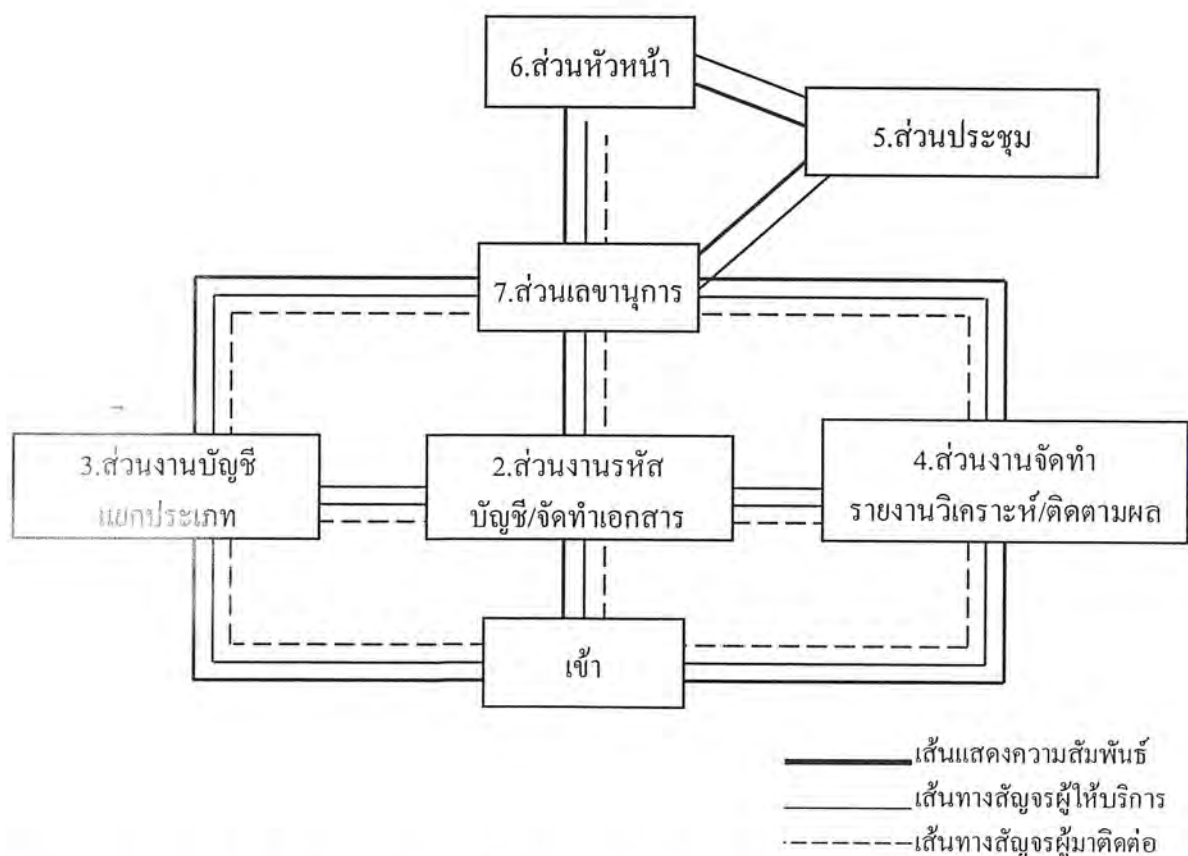 6.ส่วนหัวหน้า
5.ส่วนประชุม
7.ส่วนเลขานุการ
3.ส่วนงานบัญชี
แยกประเภท
2.ส่วนงานรหัส
บัญชี/จัดทำเอกสาร
4.ส่วนงานจัดทำ
รายงานวิเคราะห์/ติดตามผล
เข้า
เส้นแสดงความสัมพันธ์
เส้นทางสัญจรผู้ให้บริการ
เส้นทางสัญจรผู้มาติดต่อ